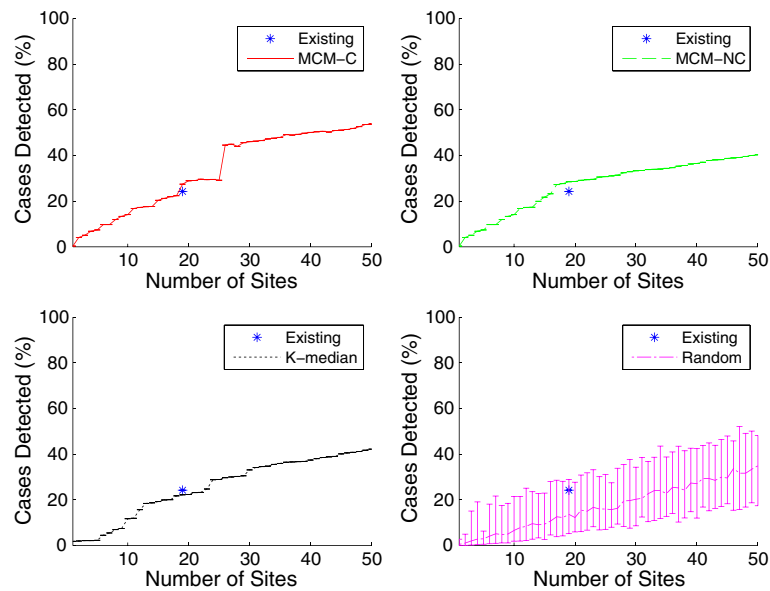 100
80
60
40
20
0
Cases Detected (%)
Existing
MCM-C
10 20 30 40 50
Number of Sites
100
80
60
40
20
0
Cases Detected (%)
Existing
MCM-NC
10 20 30 40 50
Number of Sites
100
80
60
40
20
0
Cases Detected (%)
Existing
K-median
10 20 30 40 50
Number of Sites
100
80
60
40
20
0
Cases Detected (%)
Existing
Random
10 20 30 40 50
Number of Sites